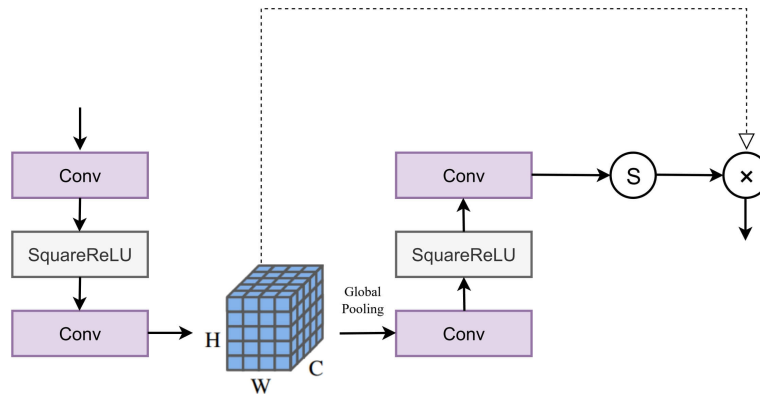 Conv
SquareReLU
Conv
H
W
C
Global
Pooling
Conv
SquareReLU
Conv
S
×